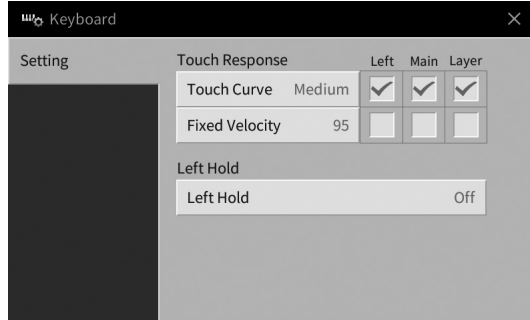 Keyboard
Setting
Touch Response Left Main Layer
Touch Curve Medium
Fixed Velocity 95
Left Hold
Left Hold Off